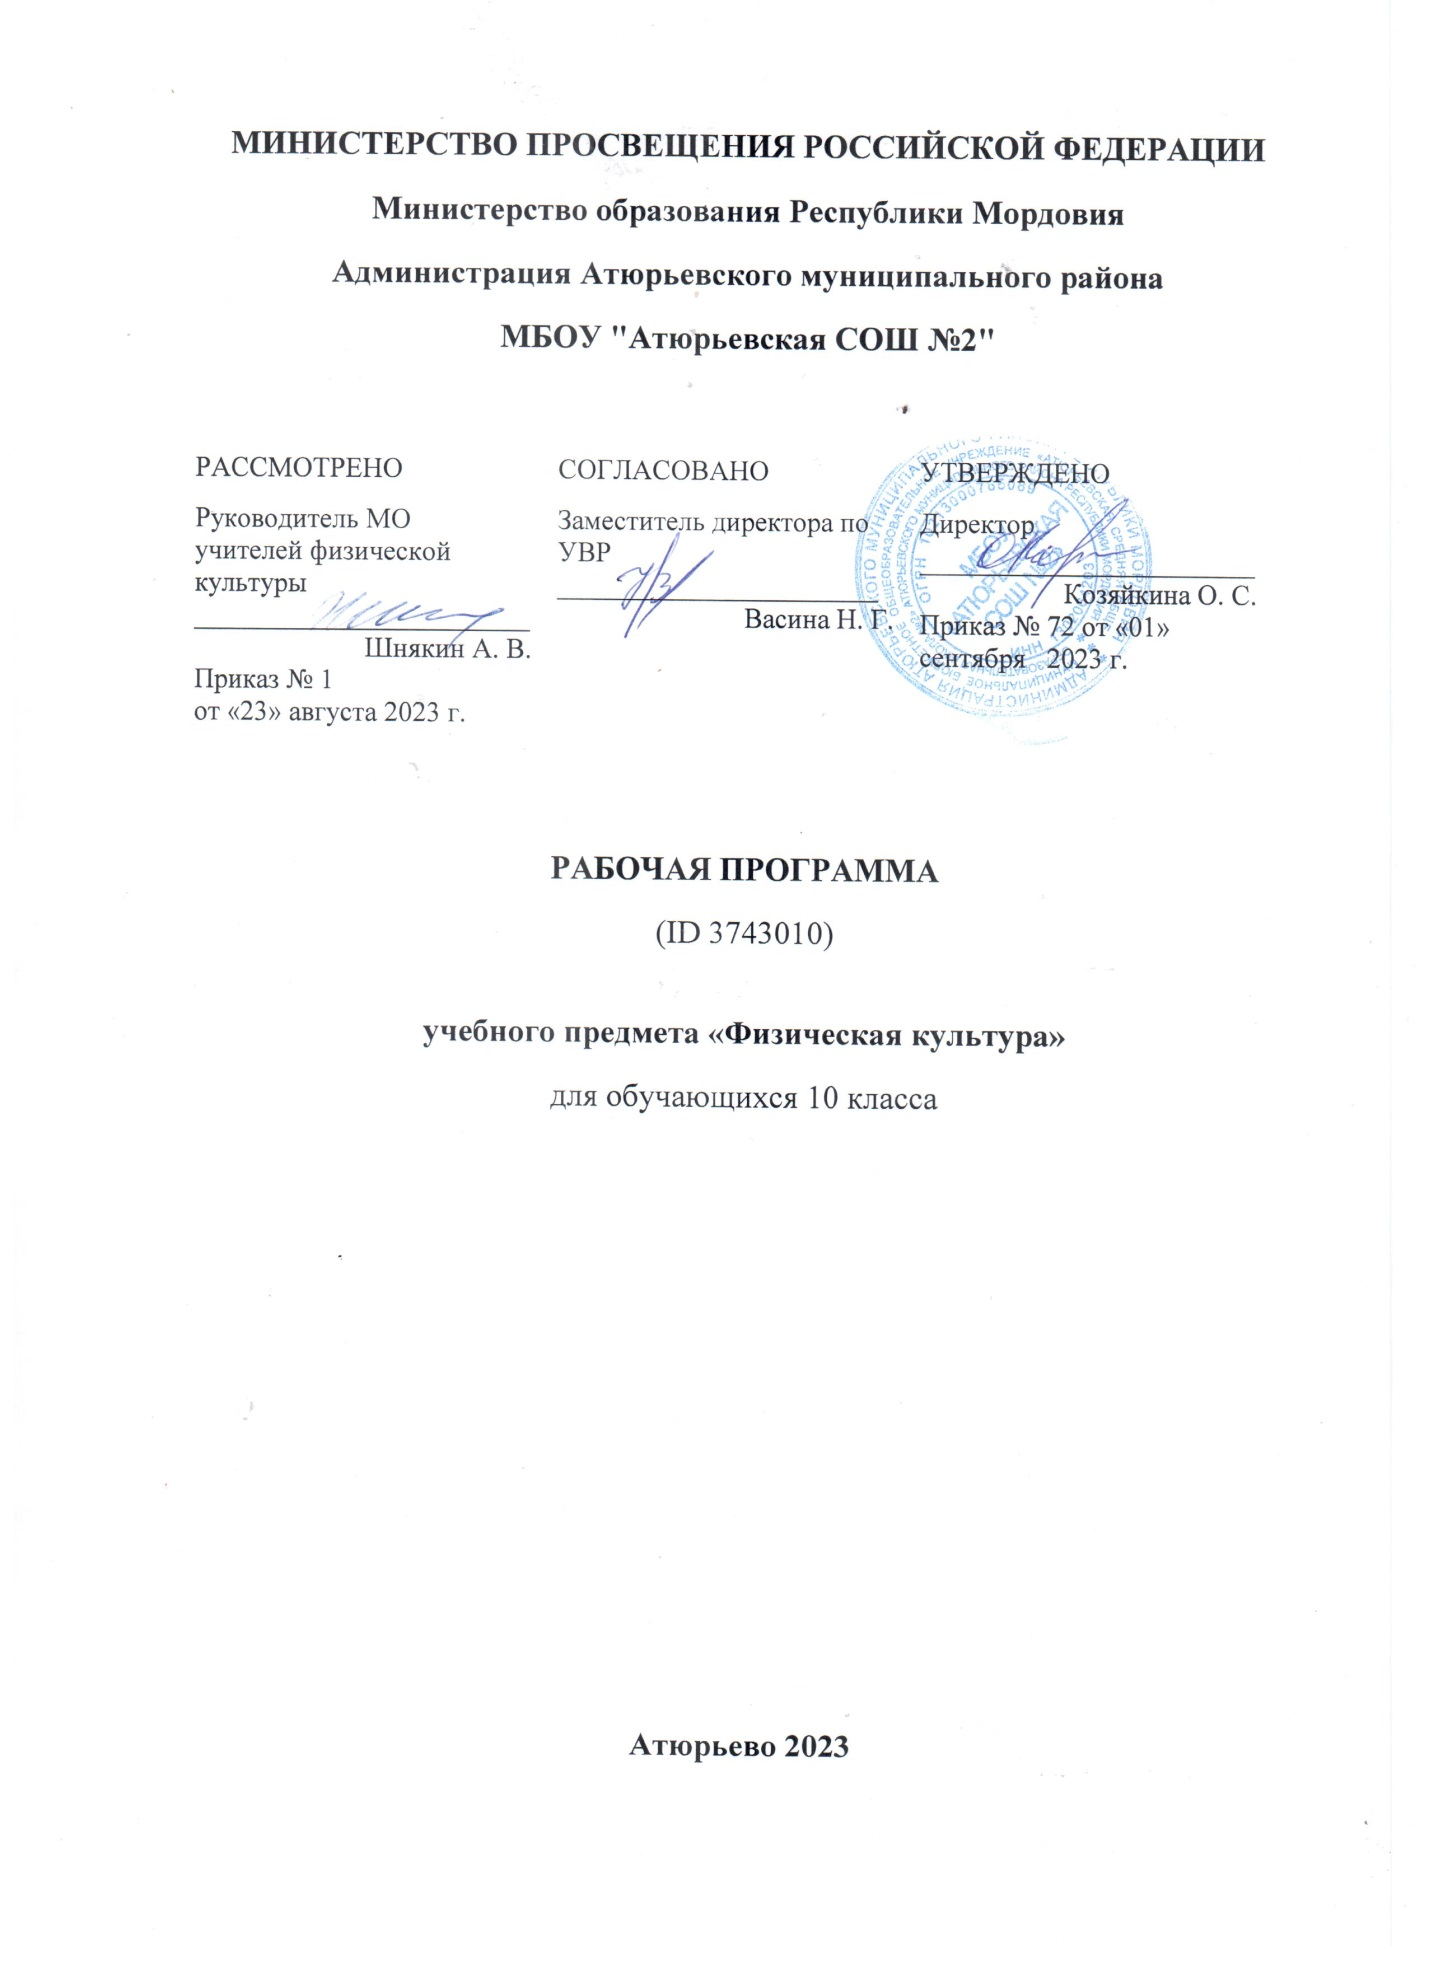 МИНИСТЕРСТВО ПРОСВЕЩЕНИЯ РОССИЙСКОЙ ФЕДЕРАЦИИ
Министерство образования Республики Мордовия
Администрация Атюрьевского муниципального района
МБОУ "Атюрьевская СОШ №2"
РАССМОТРЕНО
Руководитель МО
учителей физической
культуры
Шнякин А. В.
Приказ № 1
от «23» августа 2023 г.
СОГЛАСОВАНО
Заместитель директора по
УВР
Васина Н. Г.
УТВЕРЖДЕНО
Директор
Козяйкина О. С.
Приказ № 72 от «01»
сентября 2023 г.
МБОУ
СОШ №2
РАБОЧАЯ ПРОГРАММА
(ID 3743010)
учебного предмета «Физическая культура»
для обучающихся 10 класса
Атюрьево 2023